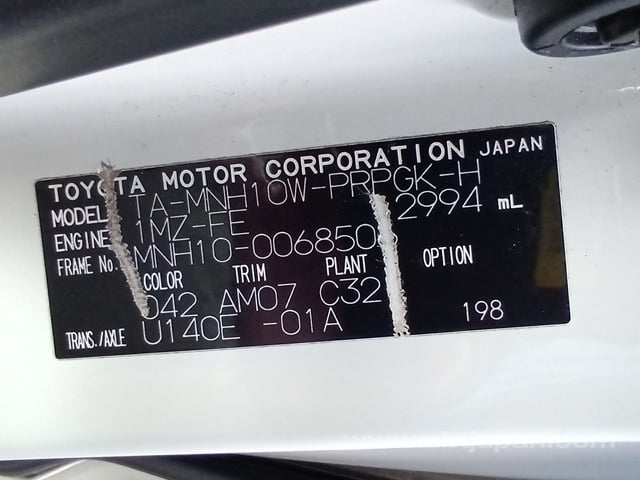 TOYOTA MOTOR CORPORATION JAPAN
MODEL TA-MNH10W-PRPGK-H
ENGINE 1MZ-FE 2994 mL
FRAME No. MNH10-0068508
COLOR TRIM PLANT OPTION
042 AM07 C32
TRANS./AXLE U140E -01A 198